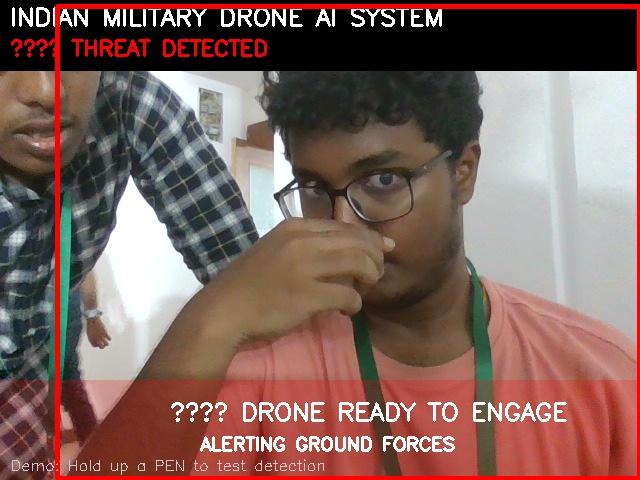 INDIAN MILITARY DRONE AI SYSTEM
???? THREAT DETECTED
???? DRONE READY TO ENGAGE
ALERTING GROUND FORCES
Demo: Hold up a PEN to test detection